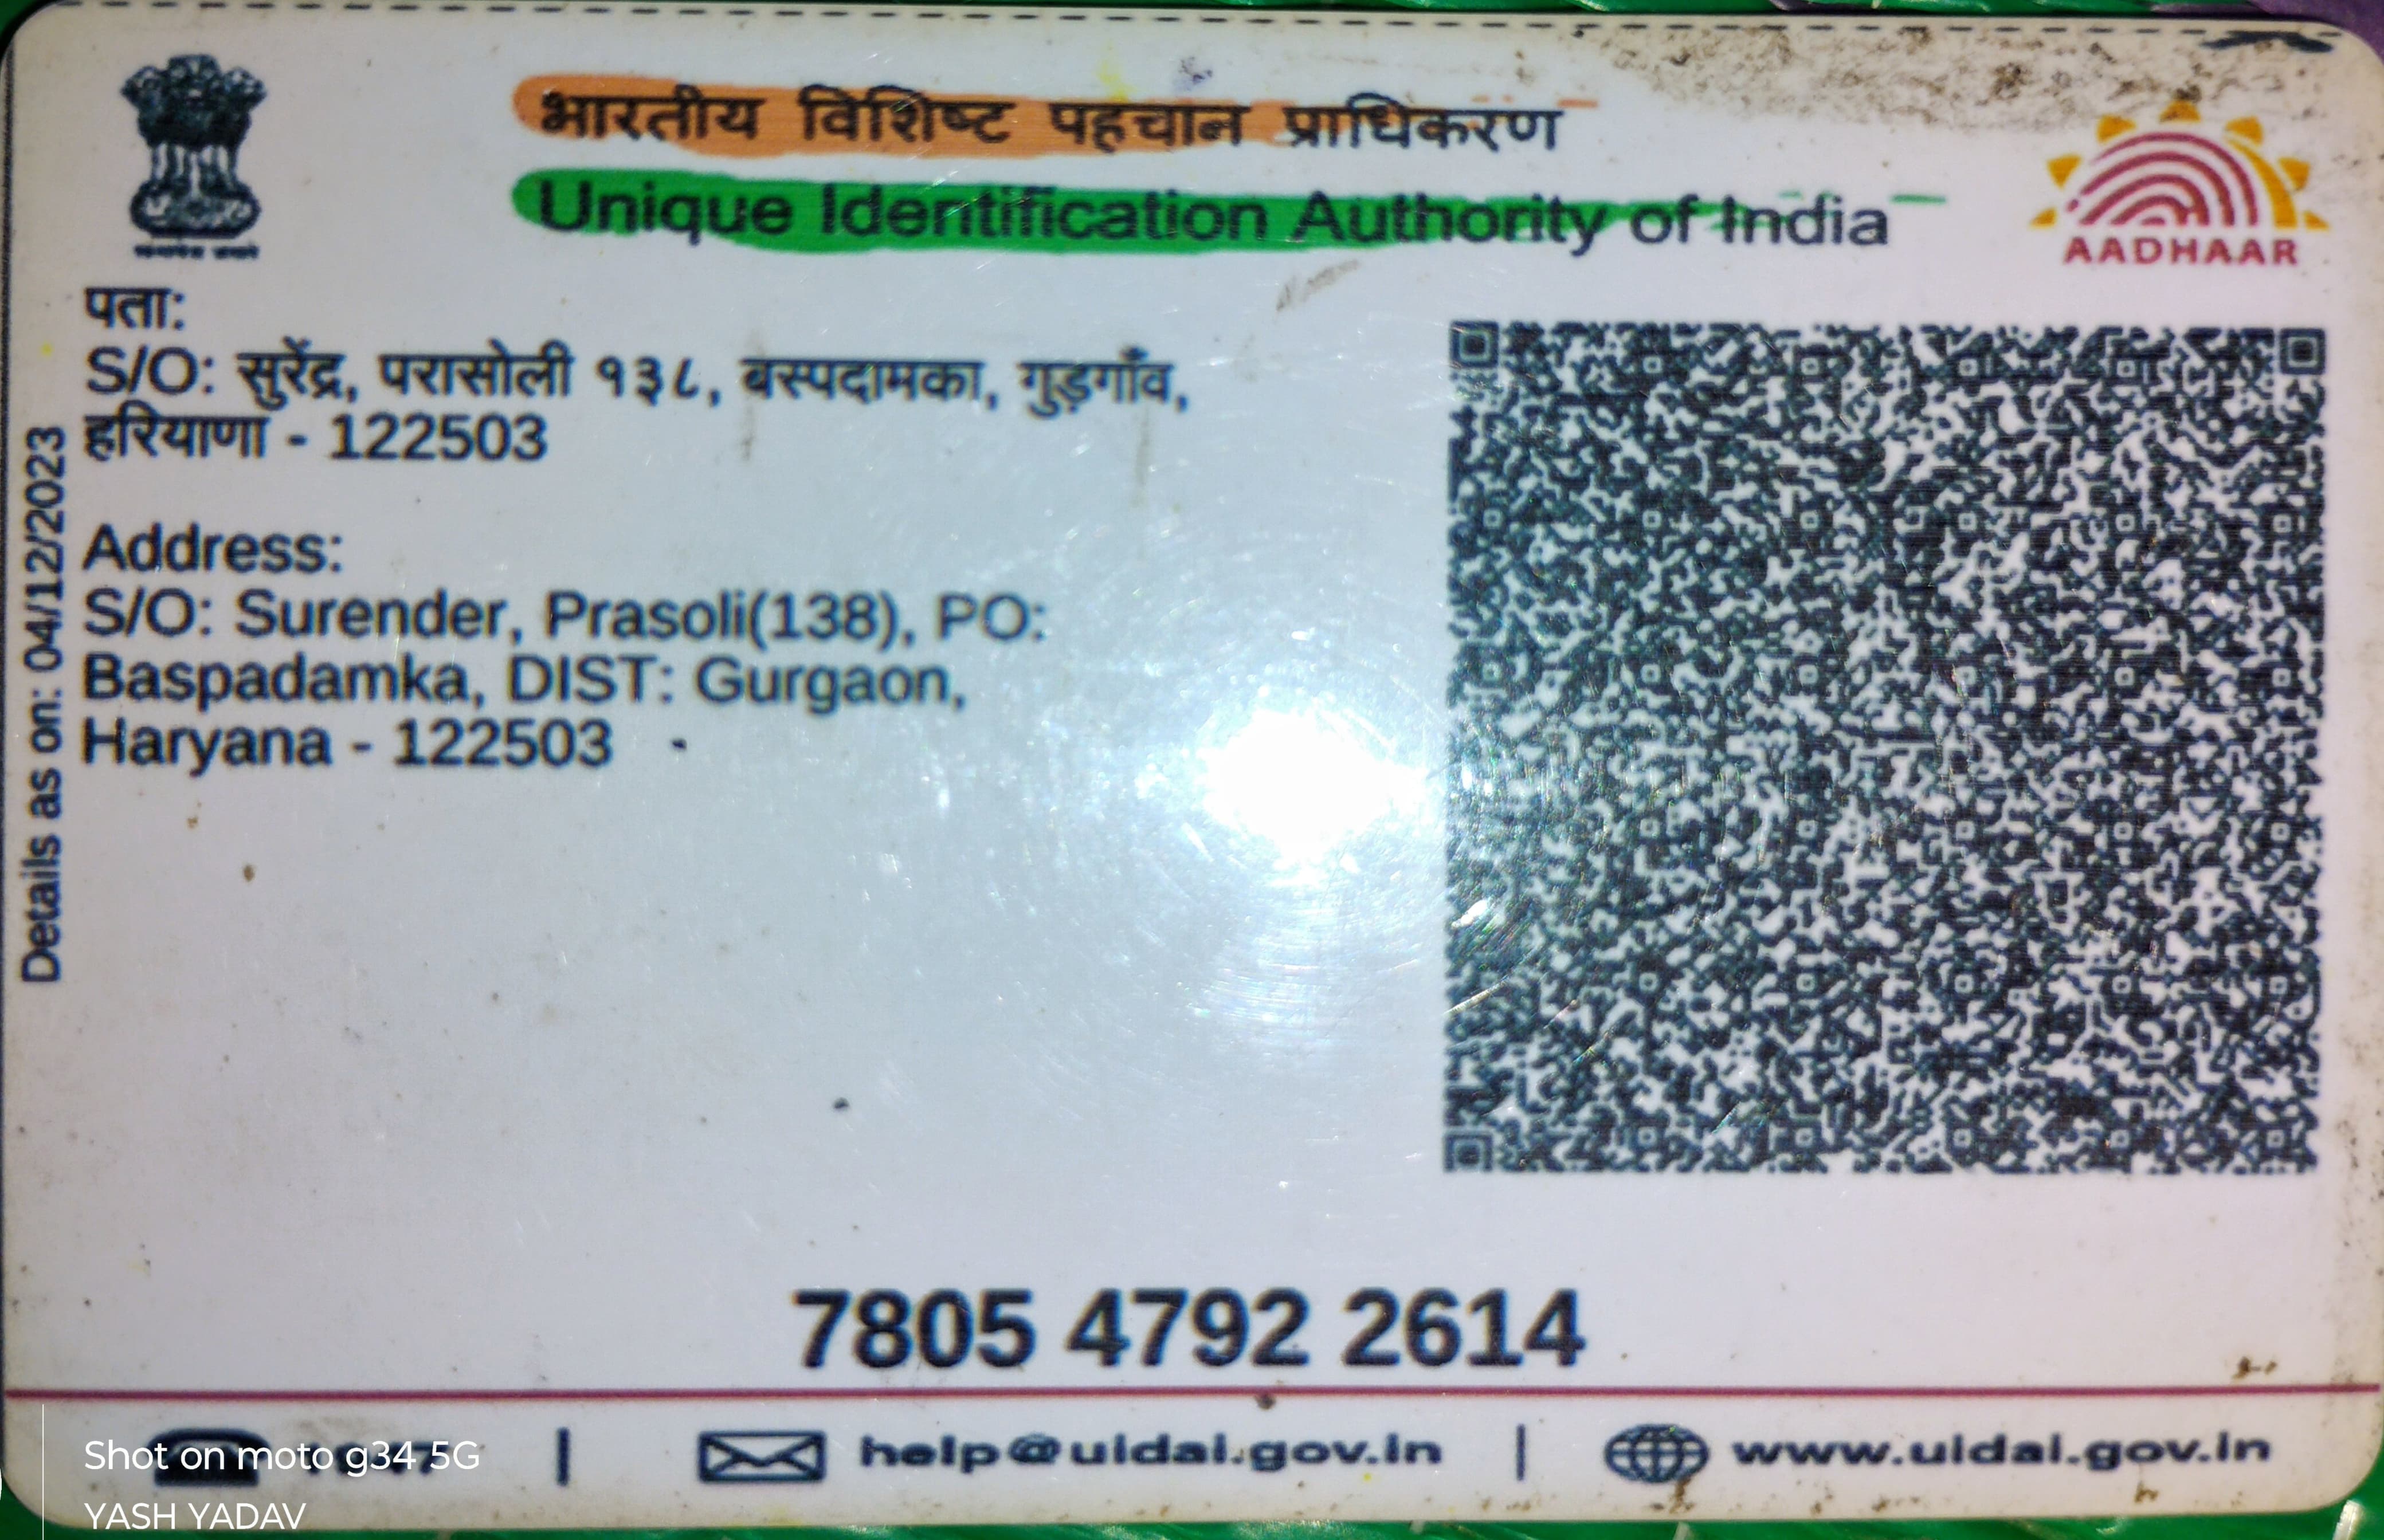 भारतीय विशिष्ट पहचान प्राधिकरण
Unique Identification Authority of India
AADHAAR
पता:
S/O: सुरेंद्र, परासोली १३८, बस्पदामका, गुड़गाँव,
हरियाणा - 122503
Address:
S/O: Surender, Prasoli(138), PO:
Baspadamka, DIST: Gurgaon,
Haryana - 122503
Details as on: 04/12/2023
7805 4792 2614
help@uidai.gov.in | www.uidai.gov.in
Shot on moto g34 5G
YASH YADAV